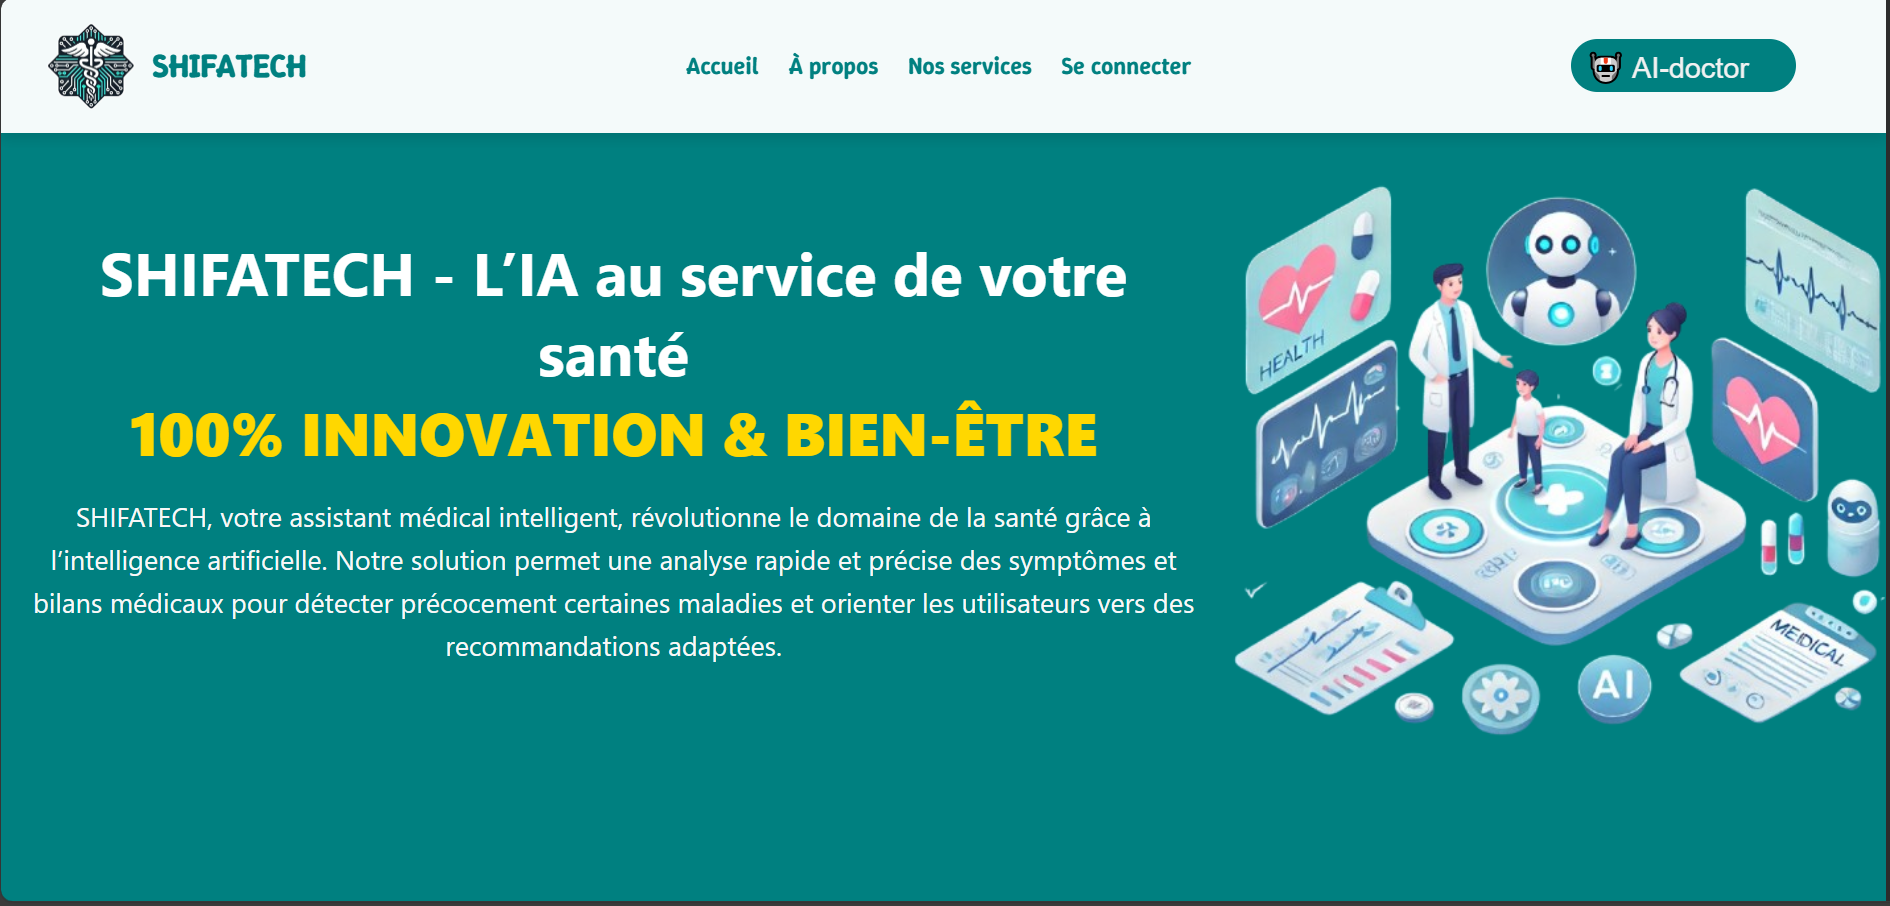 SHIFATECH
Accueil À propos Nos services Se connecter
AI-doctor
SHIFATECH - L’IA au service de votre
santé
100% INNOVATION & BIEN-ÊTRE
SHIFATECH, votre assistant médical intelligent, révolutionne le domaine de la santé grâce à
l’intelligence artificielle. Notre solution permet une analyse rapide et précise des symptômes et
bilans médicaux pour détecter précocement certaines maladies et orienter les utilisateurs vers des
recommandations adaptées.
HEALTH
MEDICAL
AI